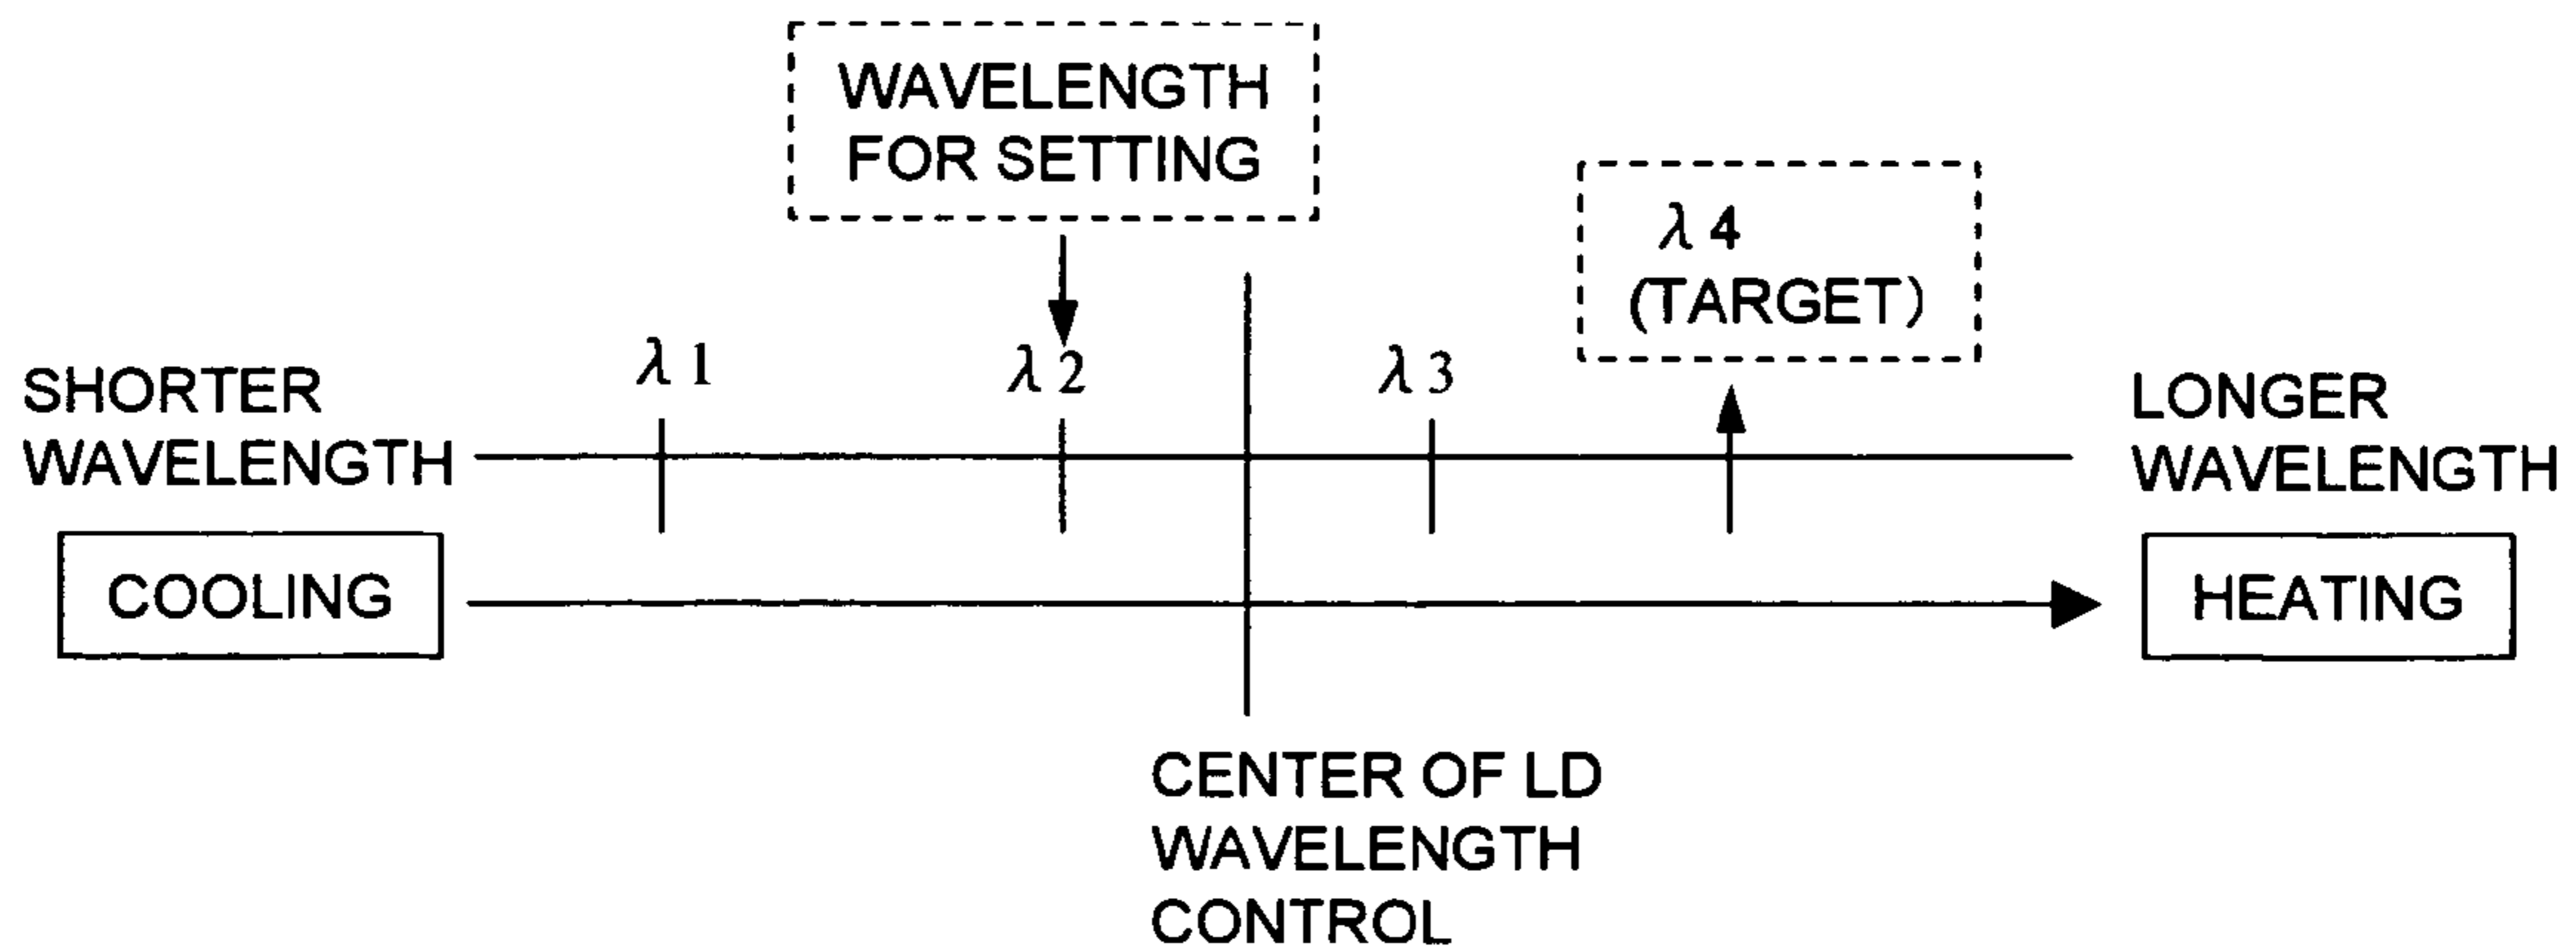 WAVELENGTH
FOR SETTING
λ4
(TARGET)
λ1
λ2
λ3
SHORTER
WAVELENGTH
LONGER
WAVELENGTH
COOLING
HEATING
CENTER OF LD
WAVELENGTH
CONTROL